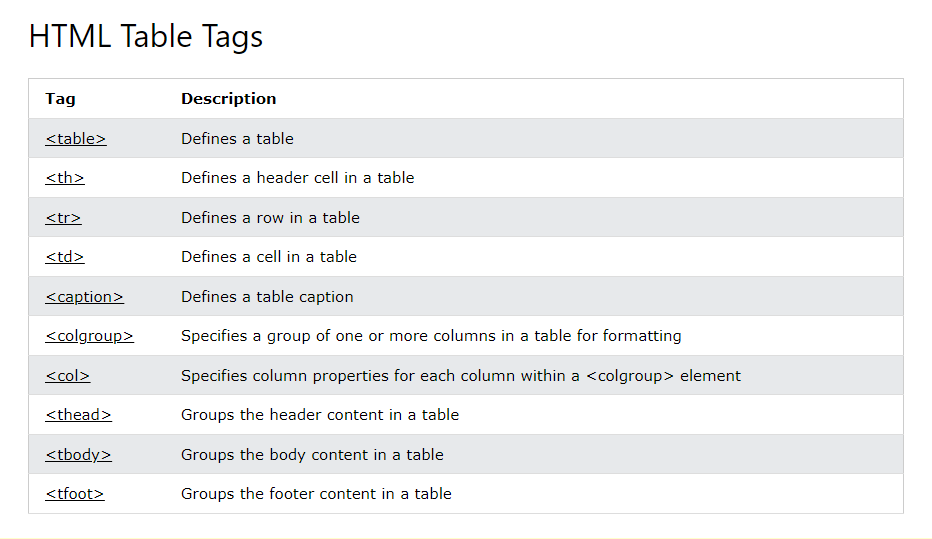 HTML Table Tags
Tag Description
<table> Defines a table
<th> Defines a header cell in a table
<tr> Defines a row in a table
<td> Defines a cell in a table
<caption> Defines a table caption
<colgroup> Specifies a group of one or more columns in a table for formatting
<col> Specifies column properties for each column within a <colgroup> element
<thead> Groups the header content in a table
<tbody> Groups the body content in a table
<tfoot> Groups the footer content in a table